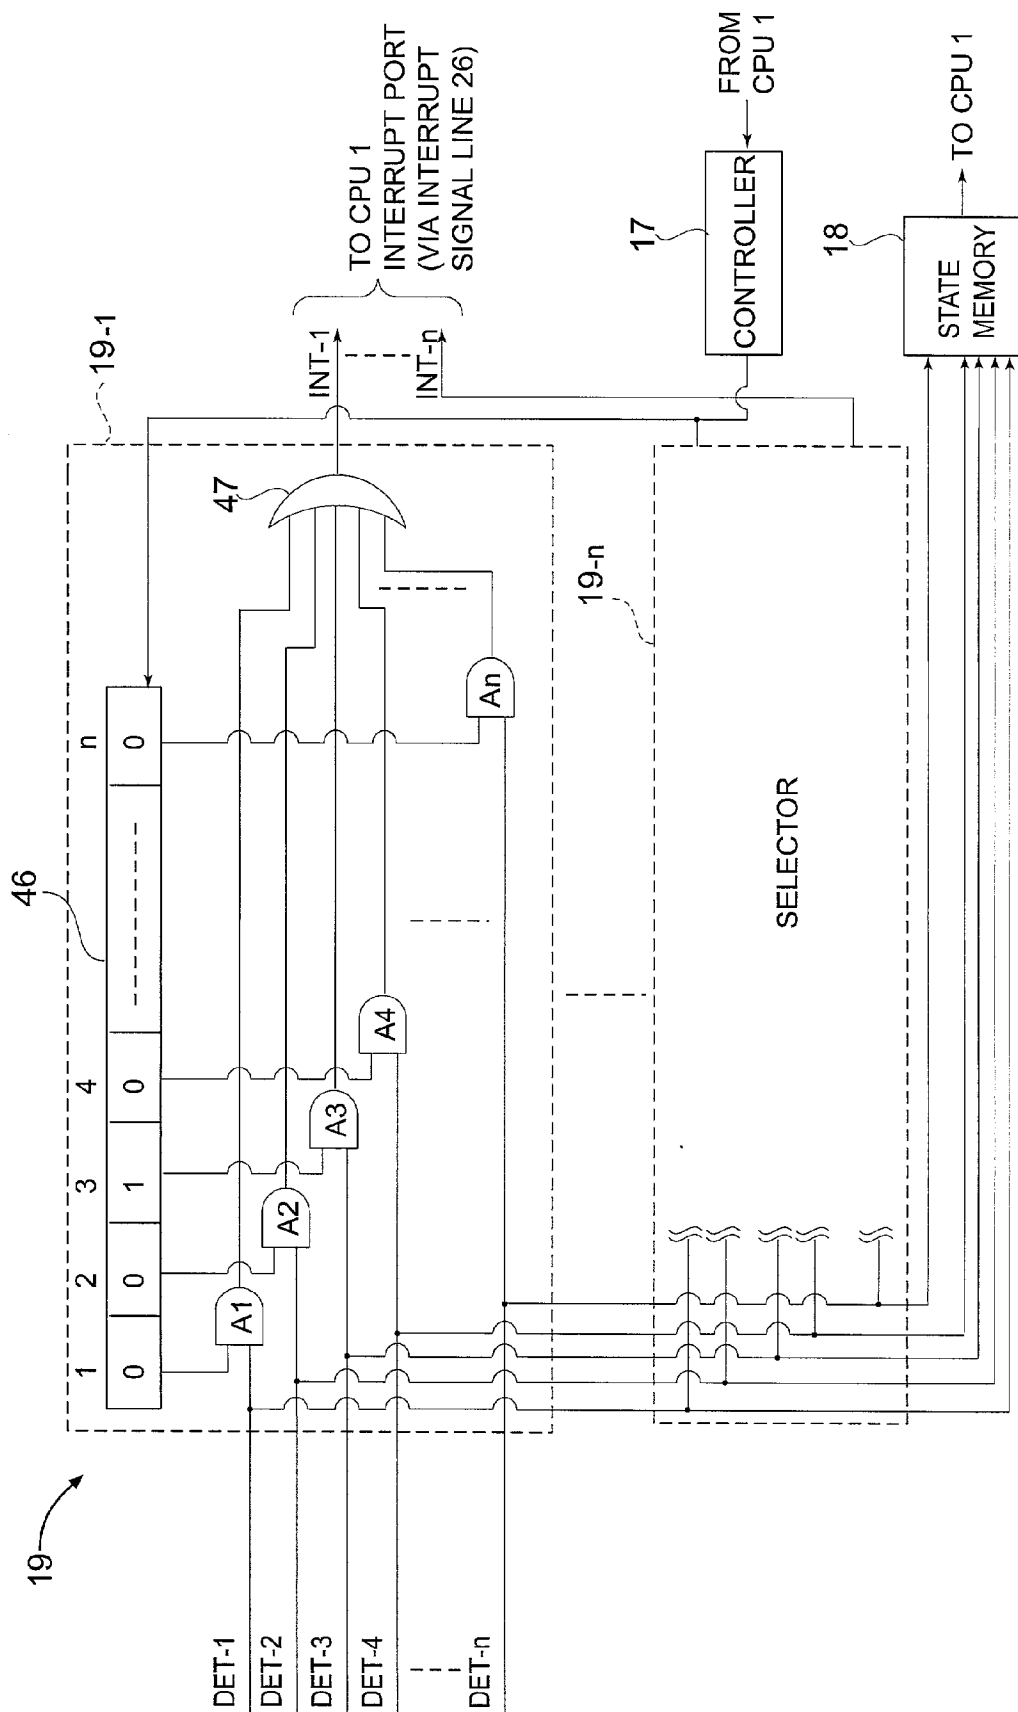 19
19-1
46
1 2 3 4 n
0 0 1 0 0
A1
A2
A3
A4
An
47
DET-1
DET-2
DET-3
DET-4
DET-n
INT-1
INT-n
TO CPU 1
INTERRUPT PORT
(VIA INTERRUPT
SIGNAL LINE 26)
19-n
SELECTOR
17
CONTROLLER
FROM
CPU 1
18
STATE
MEMORY
TO CPU 1